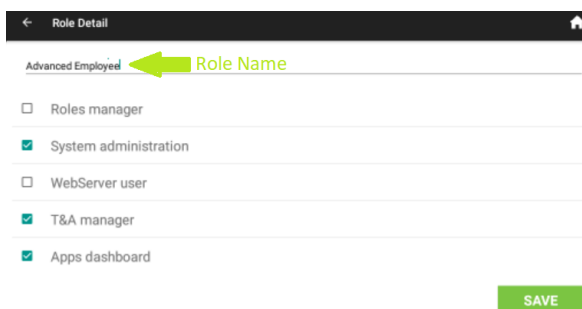 Role Detail
Advanced Employee
Role Name
Roles manager
System administration
WebServer user
T&A manager
Apps dashboard
SAVE